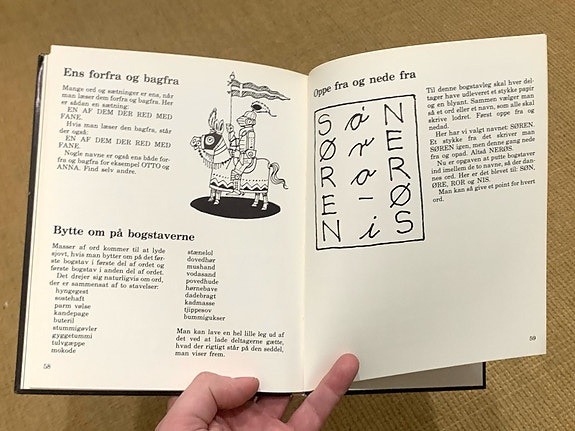 Ens forfra og bagfra
Mange ord og sætninger er ens, når
man læser dem forfra og bagfra. Her
er sådan en sætning:
EN AF DEM DER RED MED
FANE.
Hvis man læser den bagfra, står
der også:
EN AF DEM DER RED MED
FANE.
Nogle navne er også ens både for-
fra og bagfra for eksempel OTTO og
ANNA. Find selv andre.
Bytte om på bogstaverne
Masser af ord kommer til at lyde
sjovt, hvis man bytter om på det før-
ste bogstav i første del af ordet og
første bogstav i anden del af ordet.
Det drejer sig naturligvis om ord,
der er sammensat af to stavelser:
hyngegest
sostehaft
parm vølse
kandepage
buteril
stummigøvler
gyggetummi
tulvgæppe
mokode
stænelol
dovedhør
mushand
vodasand
povedhude
hørnebave
dadebragt
kadmasse
tjippesov
bummigukser
Man kan lave en hel lille leg ud af
det ved at lade deltagerne gætte,
hvad der rigtigt står på den seddel,
man viser frem.
58
Oppe fra og nede fra
S ø N
Ø r E
R o R
E - Ø
N i S
Til denne bogstavleg skal hver del-
tager have udleveret et stykke papir
og en blyant. Sammen vælger man
så et ord eller et navn, som alle skal
skrive lodret. Først oppe fra og
nedad.
Her har vi valgt navnet: SØREN.
Et stykke fra det skriver man
SØREN igen, men denne gang nede
fra og opad. Altså NERØS.
Nu er opgaven at putte bogstaver
ind imellem de to navne, så der dan-
nes ord. Her er det blevet til: SØN,
ØRE, ROR og NIS.
Man kan så give et point for hvert
ord.
59